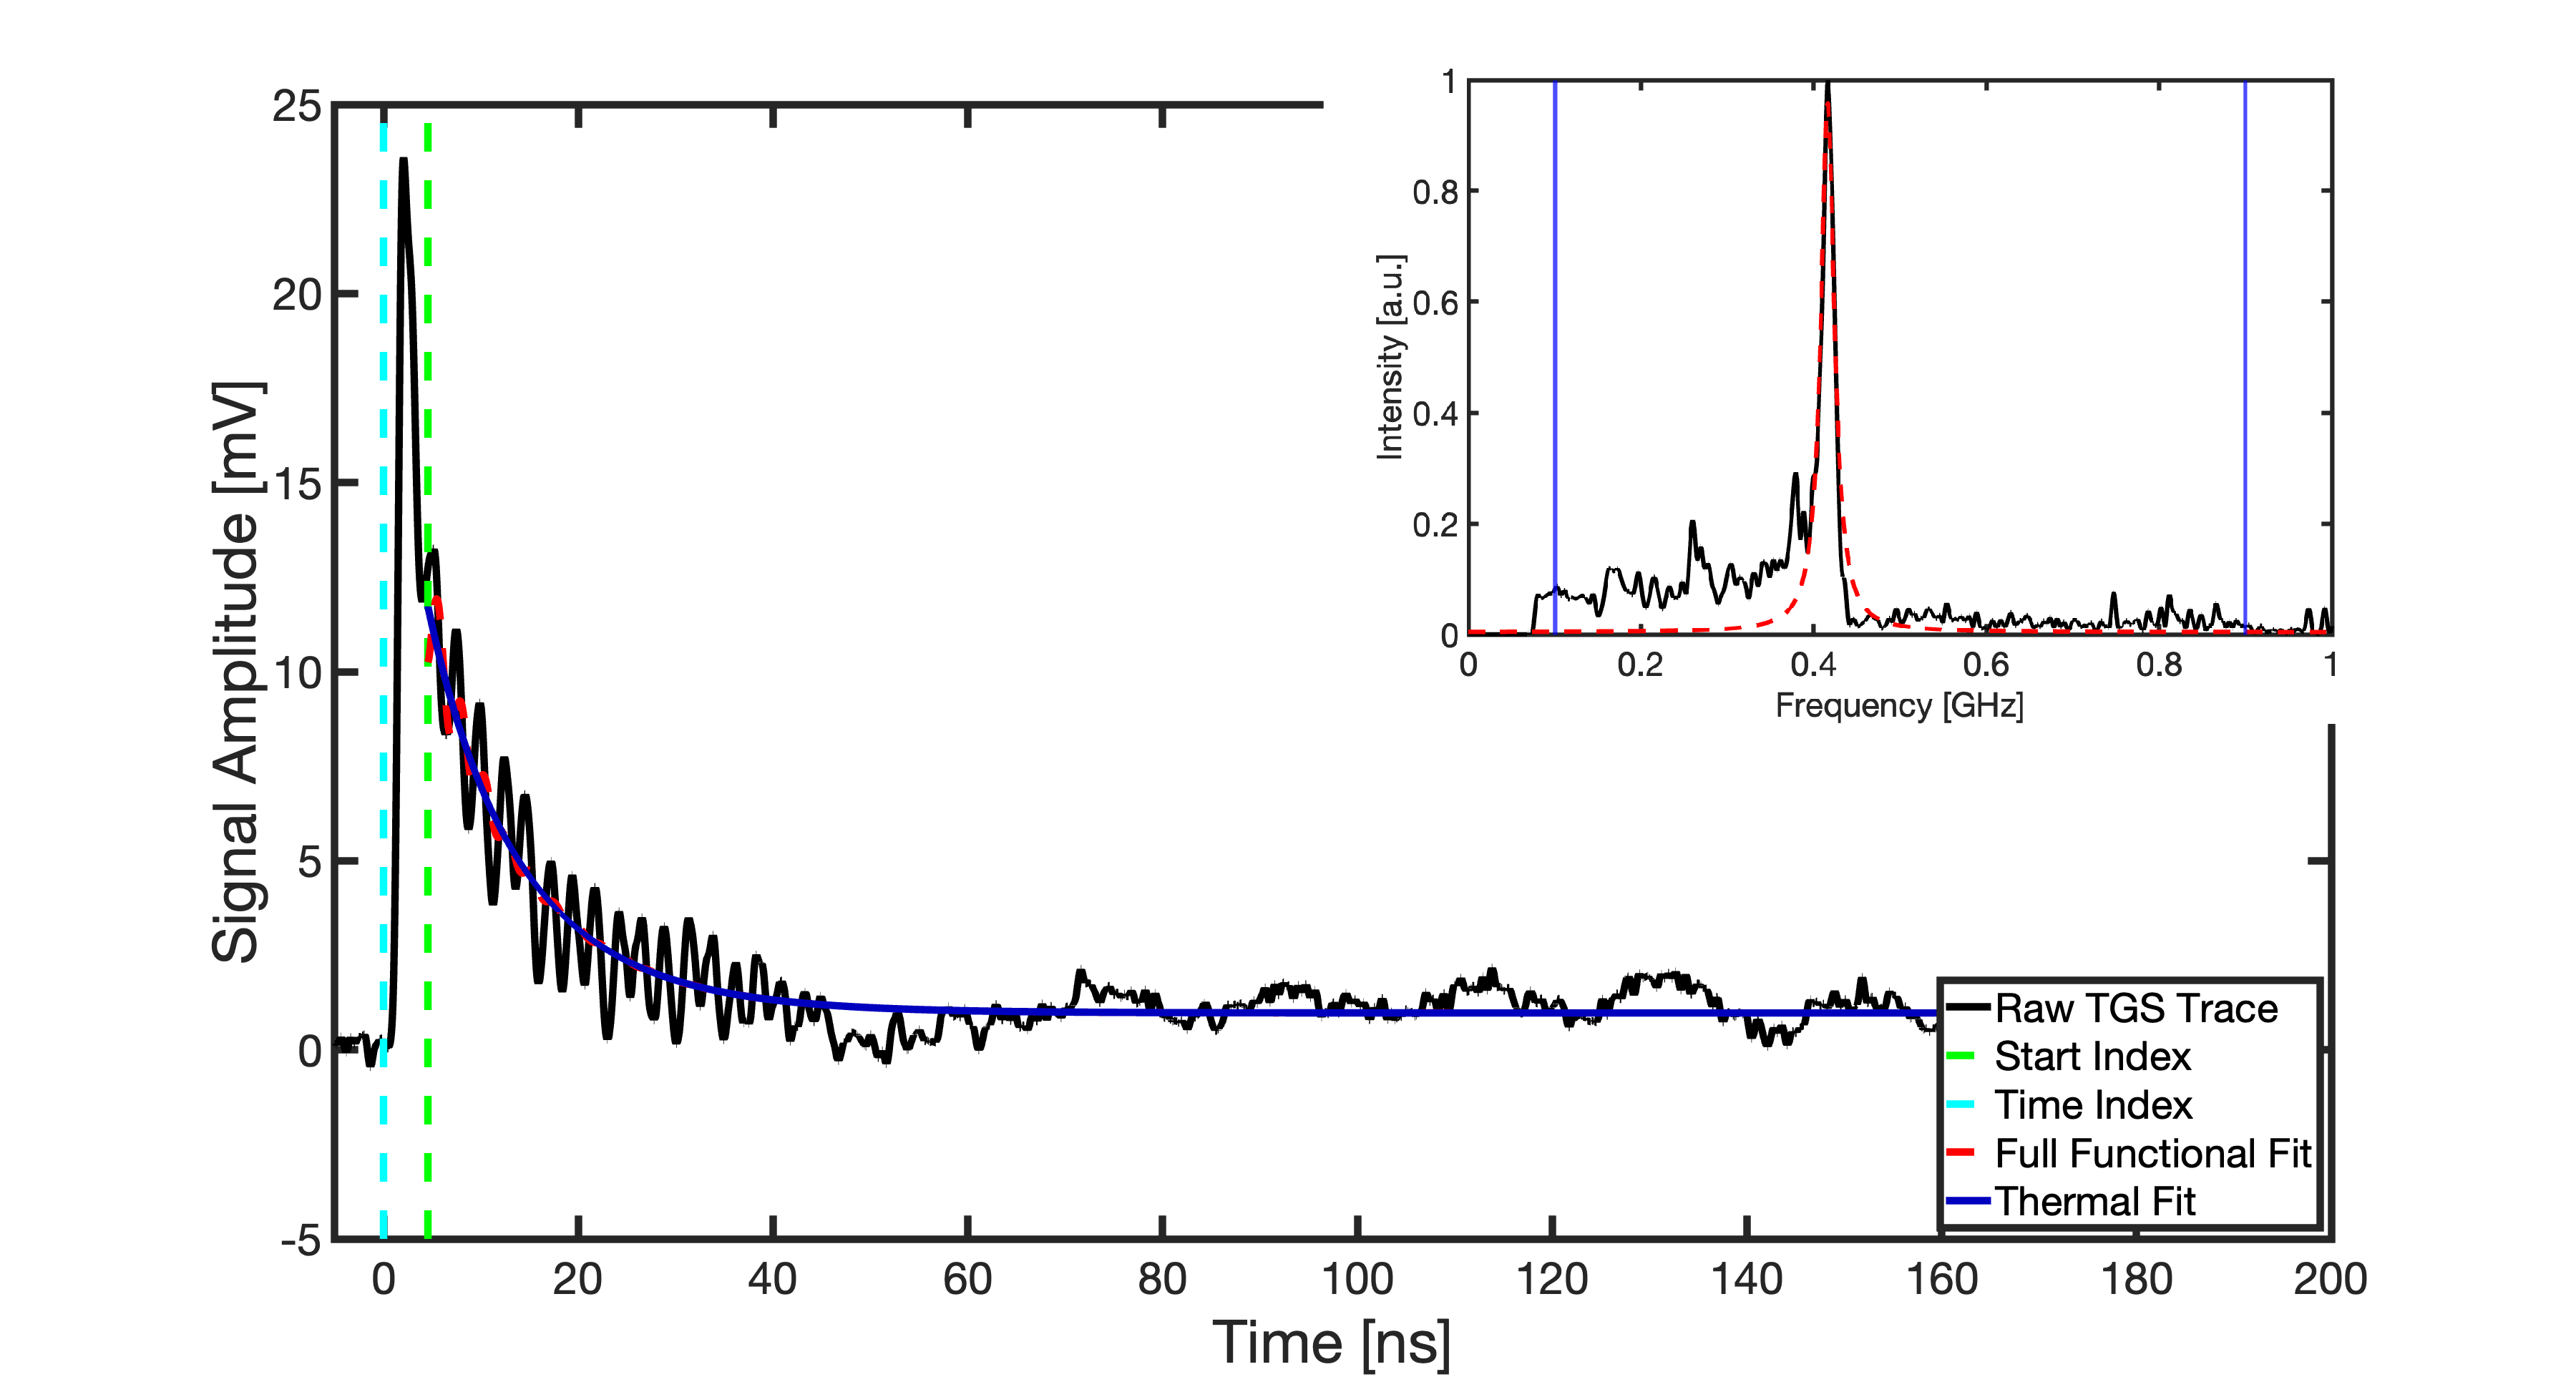 25
20
15
10
5
0
-5
Signal Amplitude [mV]
0 20 40 60 80 100 120 140 160 180 200
Time [ns]
1
0.8
0.6
0.4
0.2
0
Intensity [a.u.]
0 0.2 0.4 0.6 0.8 1
Frequency [GHz]
Raw TGS Trace
Start Index
Time Index
Full Functional Fit
Thermal Fit